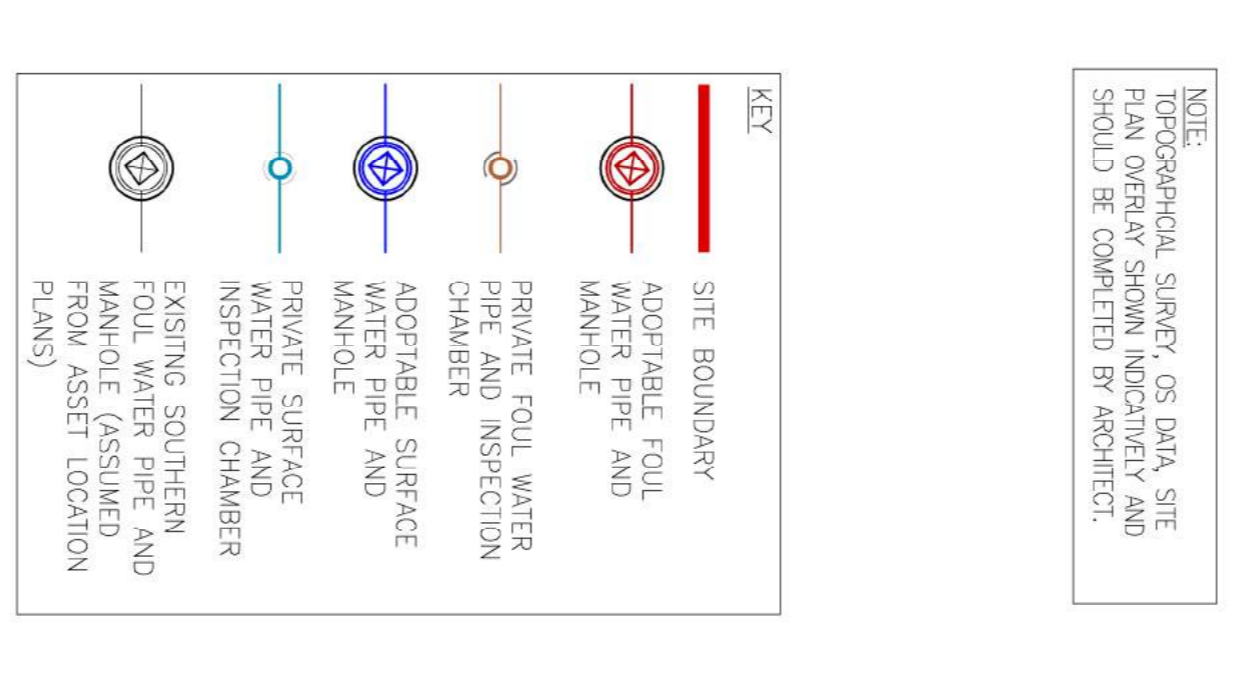 NOTE:
TOPOGRAPHCIAL SURVEY, OS DATA, SITE
PLAN OVERLAY SHOWN INDICATIVELY AND
SHOULD BE COMPLETED BY ARCHITECT.
KEY
SITE BOUNDARY
ADOPTABLE FOUL
WATER PIPE AND
MANHOLE
PRIVATE FOUL WATER
PIPE AND INSPECTION
CHAMBER
ADOPTABLE SURFACE
WATER PIPE AND
MANHOLE
PRIVATE SURFACE
WATER PIPE AND
INSPECTION CHAMBER
EXISITNG SOUTHERN
FOUL WATER PIPE AND
MANHOLE (ASSUMED
FROM ASSET LOCATION
PLANS)